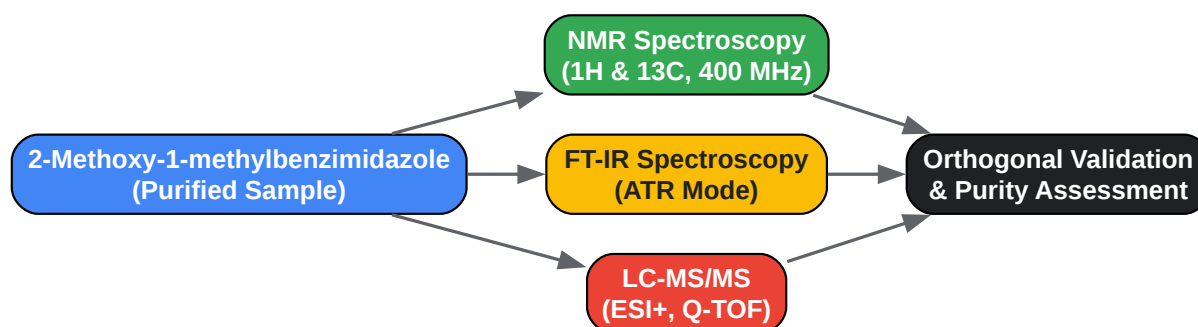 NMR Spectroscopy
(1H & 13C, 400 MHz)
2-Methoxy-1-methylbenzimidazole
(Purified Sample)
FT-IR Spectroscopy
(ATR Mode)
Orthogonal Validation
& Purity Assessment
LC-MS/MS
(ESI+, Q-TOF)